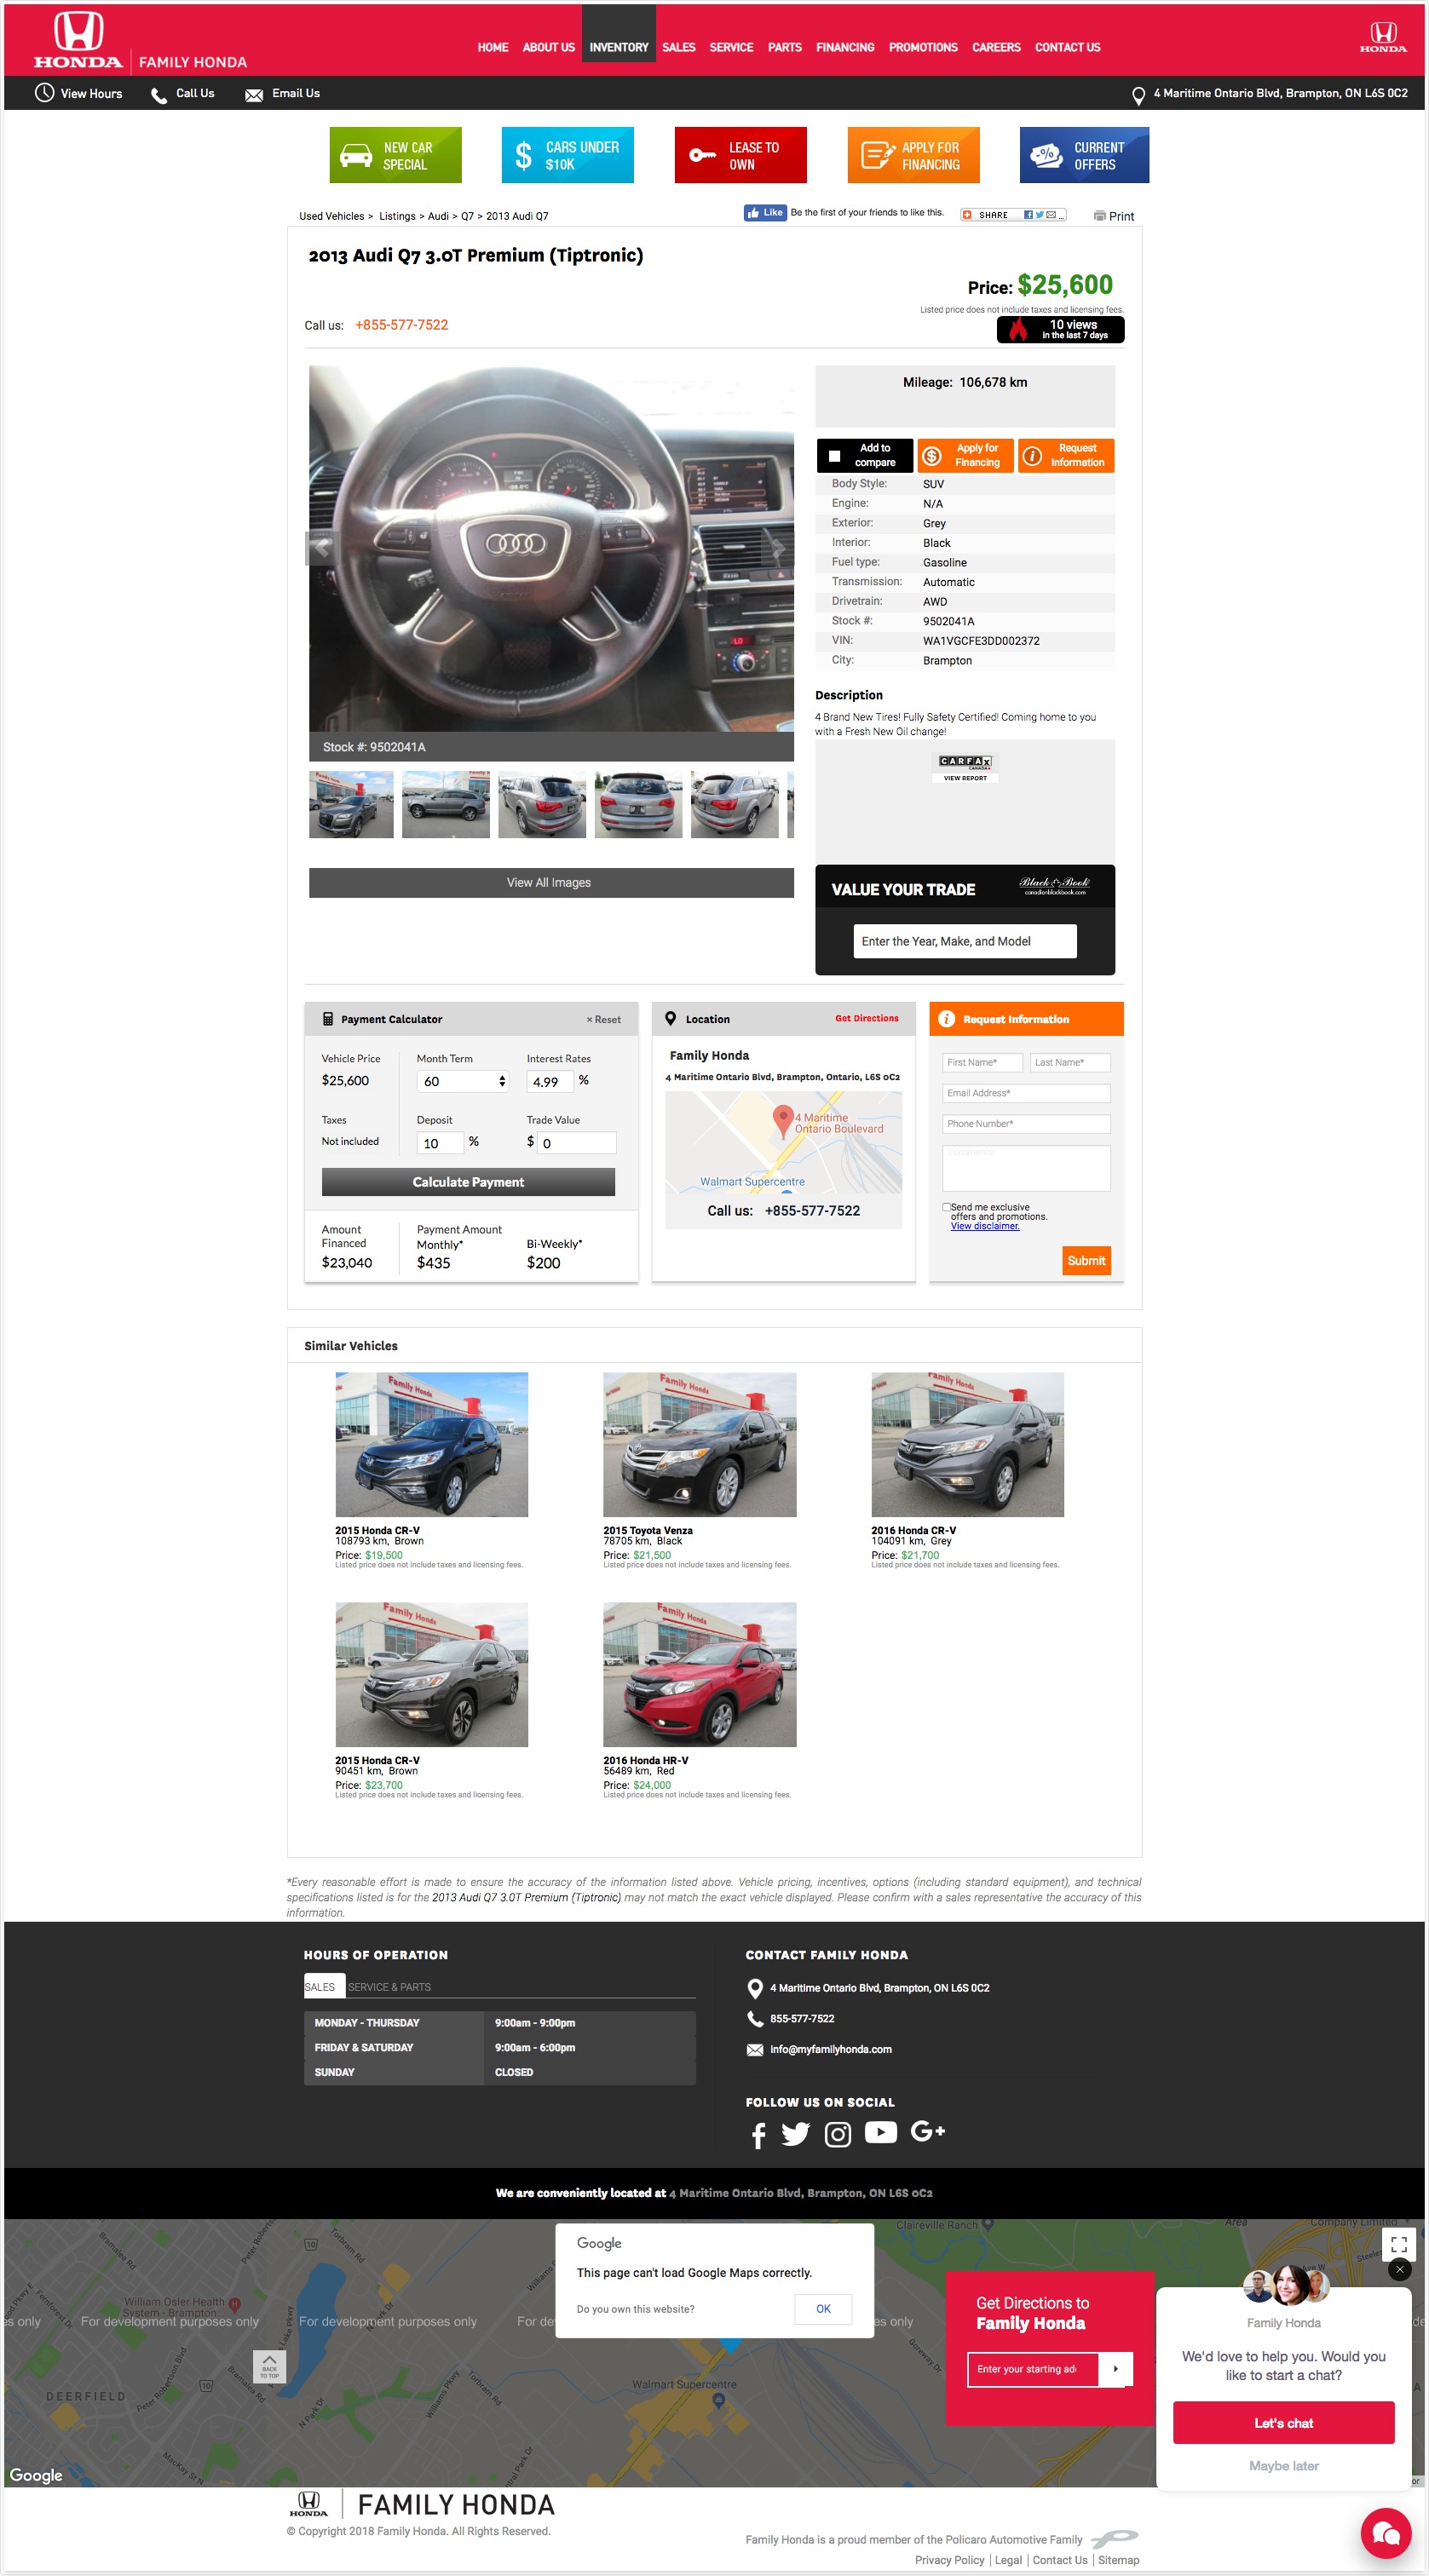 HONDA
FAMILY HONDA
HOME ABOUT US INVENTORY SALES SERVICE PARTS FINANCING PROMOTIONS CAREERS CONTACT US
HONDA
View Hours Call Us Email Us
4 Maritime Ontario Blvd, Brampton, ON L6S 0C2
NEW CAR
SPECIAL
$ CARS UNDER
$10K
LEASE TO
OWN
APPLY FOR
FINANCING
CURRENT
OFFERS
Used Vehicles > Listings > Audi > Q7 > 2013 Audi Q7
Like Be the first of your friends to like this.
SHARE
Print
2013 Audi Q7 3.0T Premium (Tiptronic)
Price: $25,600
Listed price does not include taxes and licensing fees.
Call us: +855-577-7522
10 views
in the last 7 days
Mileage: 106,678 km
Add to
compare
Apply for
Financing
Request
Information
Body Style: SUV
Engine: N/A
Exterior: Grey
Interior: Black
Fuel type: Gasoline
Transmission: Automatic
Drivetrain: AWD
Stock #: 9502041A
VIN: WA1VGCFE3DD002372
City: Brampton
Description
4 Brand New Tires! Fully Safety Certified! Coming home to you
with a Fresh New Oil change!
Stock #: 9502041A
CARFAX
CANADA
VIEW REPORT
View All Images
VALUE YOUR TRADE
Black Book
canadianblackbook.com
Enter the Year, Make, and Model
Payment Calculator × Reset
Vehicle Price Month Term Interest Rates
$25,600 60 4.99 %
Taxes Deposit Trade Value
Not included 10 % $ 0
Calculate Payment
Amount
Financed
Payment Amount
Monthly* Bi-Weekly*
$23,040 $435 $200
Location Get Directions
Family Honda
4 Maritime Ontario Blvd, Brampton, Ontario, L6S 0C2
4 Maritime
Ontario Boulevard
Walmart Supercentre
Call us: +855-577-7522
Request Information
First Name* Last Name*
Email Address*
Phone Number*
Comments
Send me exclusive
offers and promotions.
View disclaimer.
Submit
Similar Vehicles
2015 Honda CR-V
108793 km, Brown
Price: $19,500
Listed price does not include taxes and licensing fees.
2015 Toyota Venza
78705 km, Black
Price: $21,500
Listed price does not include taxes and licensing fees.
2016 Honda CR-V
104091 km, Grey
Price: $21,700
Listed price does not include taxes and licensing fees.
2015 Honda CR-V
90451 km, Brown
Price: $23,700
Listed price does not include taxes and licensing fees.
2016 Honda HR-V
56489 km, Red
Price: $24,000
Listed price does not include taxes and licensing fees.
*Every reasonable effort is made to ensure the accuracy of the information listed above. Vehicle pricing, incentives, options (including standard equipment), and technical
specifications listed is for the 2013 Audi Q7 3.0T Premium (Tiptronic) may not match the exact vehicle displayed. Please confirm with a sales representative the accuracy of this
information.
HOURS OF OPERATION
SALES SERVICE & PARTS
MONDAY - THURSDAY 9:00am - 9:00pm
FRIDAY & SATURDAY 9:00am - 6:00pm
SUNDAY CLOSED
CONTACT FAMILY HONDA
4 Maritime Ontario Blvd, Brampton, ON L6S 0C2
855-577-7522
info@myfamilyhonda.com
FOLLOW US ON SOCIAL
We are conveniently located at 4 Maritime Ontario Blvd, Brampton, ON L6S 0C2
Google
This page can't load Google Maps correctly.
Do you own this website? OK
Claireville Ranch
William Osler Health
System - Brampton...
For development purposes only
For development purposes only
DEERFIELD
Walmart Supercentre
BACK
TO TOP
Google
Get Directions to
Family Honda
Enter your starting ad
Family Honda
We'd love to help you. Would you
like to start a chat?
Let's chat
Maybe later
HONDA
FAMILY HONDA
© Copyright 2018 Family Honda. All Rights Reserved.
Family Honda is a proud member of the Policaro Automotive Family
Privacy Policy | Legal | Contact Us | Sitemap